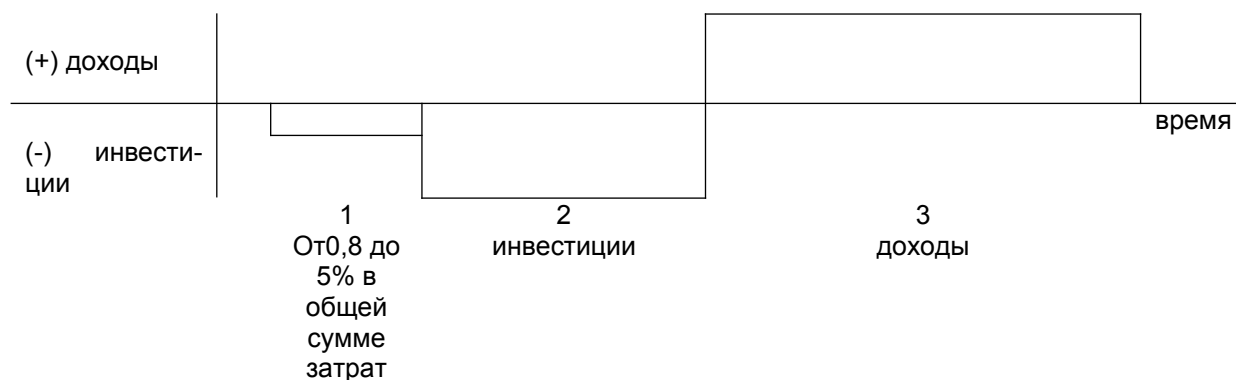 (+) доходы
время
(-) инвести-
ции
1
От0,8 до
5% в
общей
сумме
затрат
2
инвестиции
3
доходы